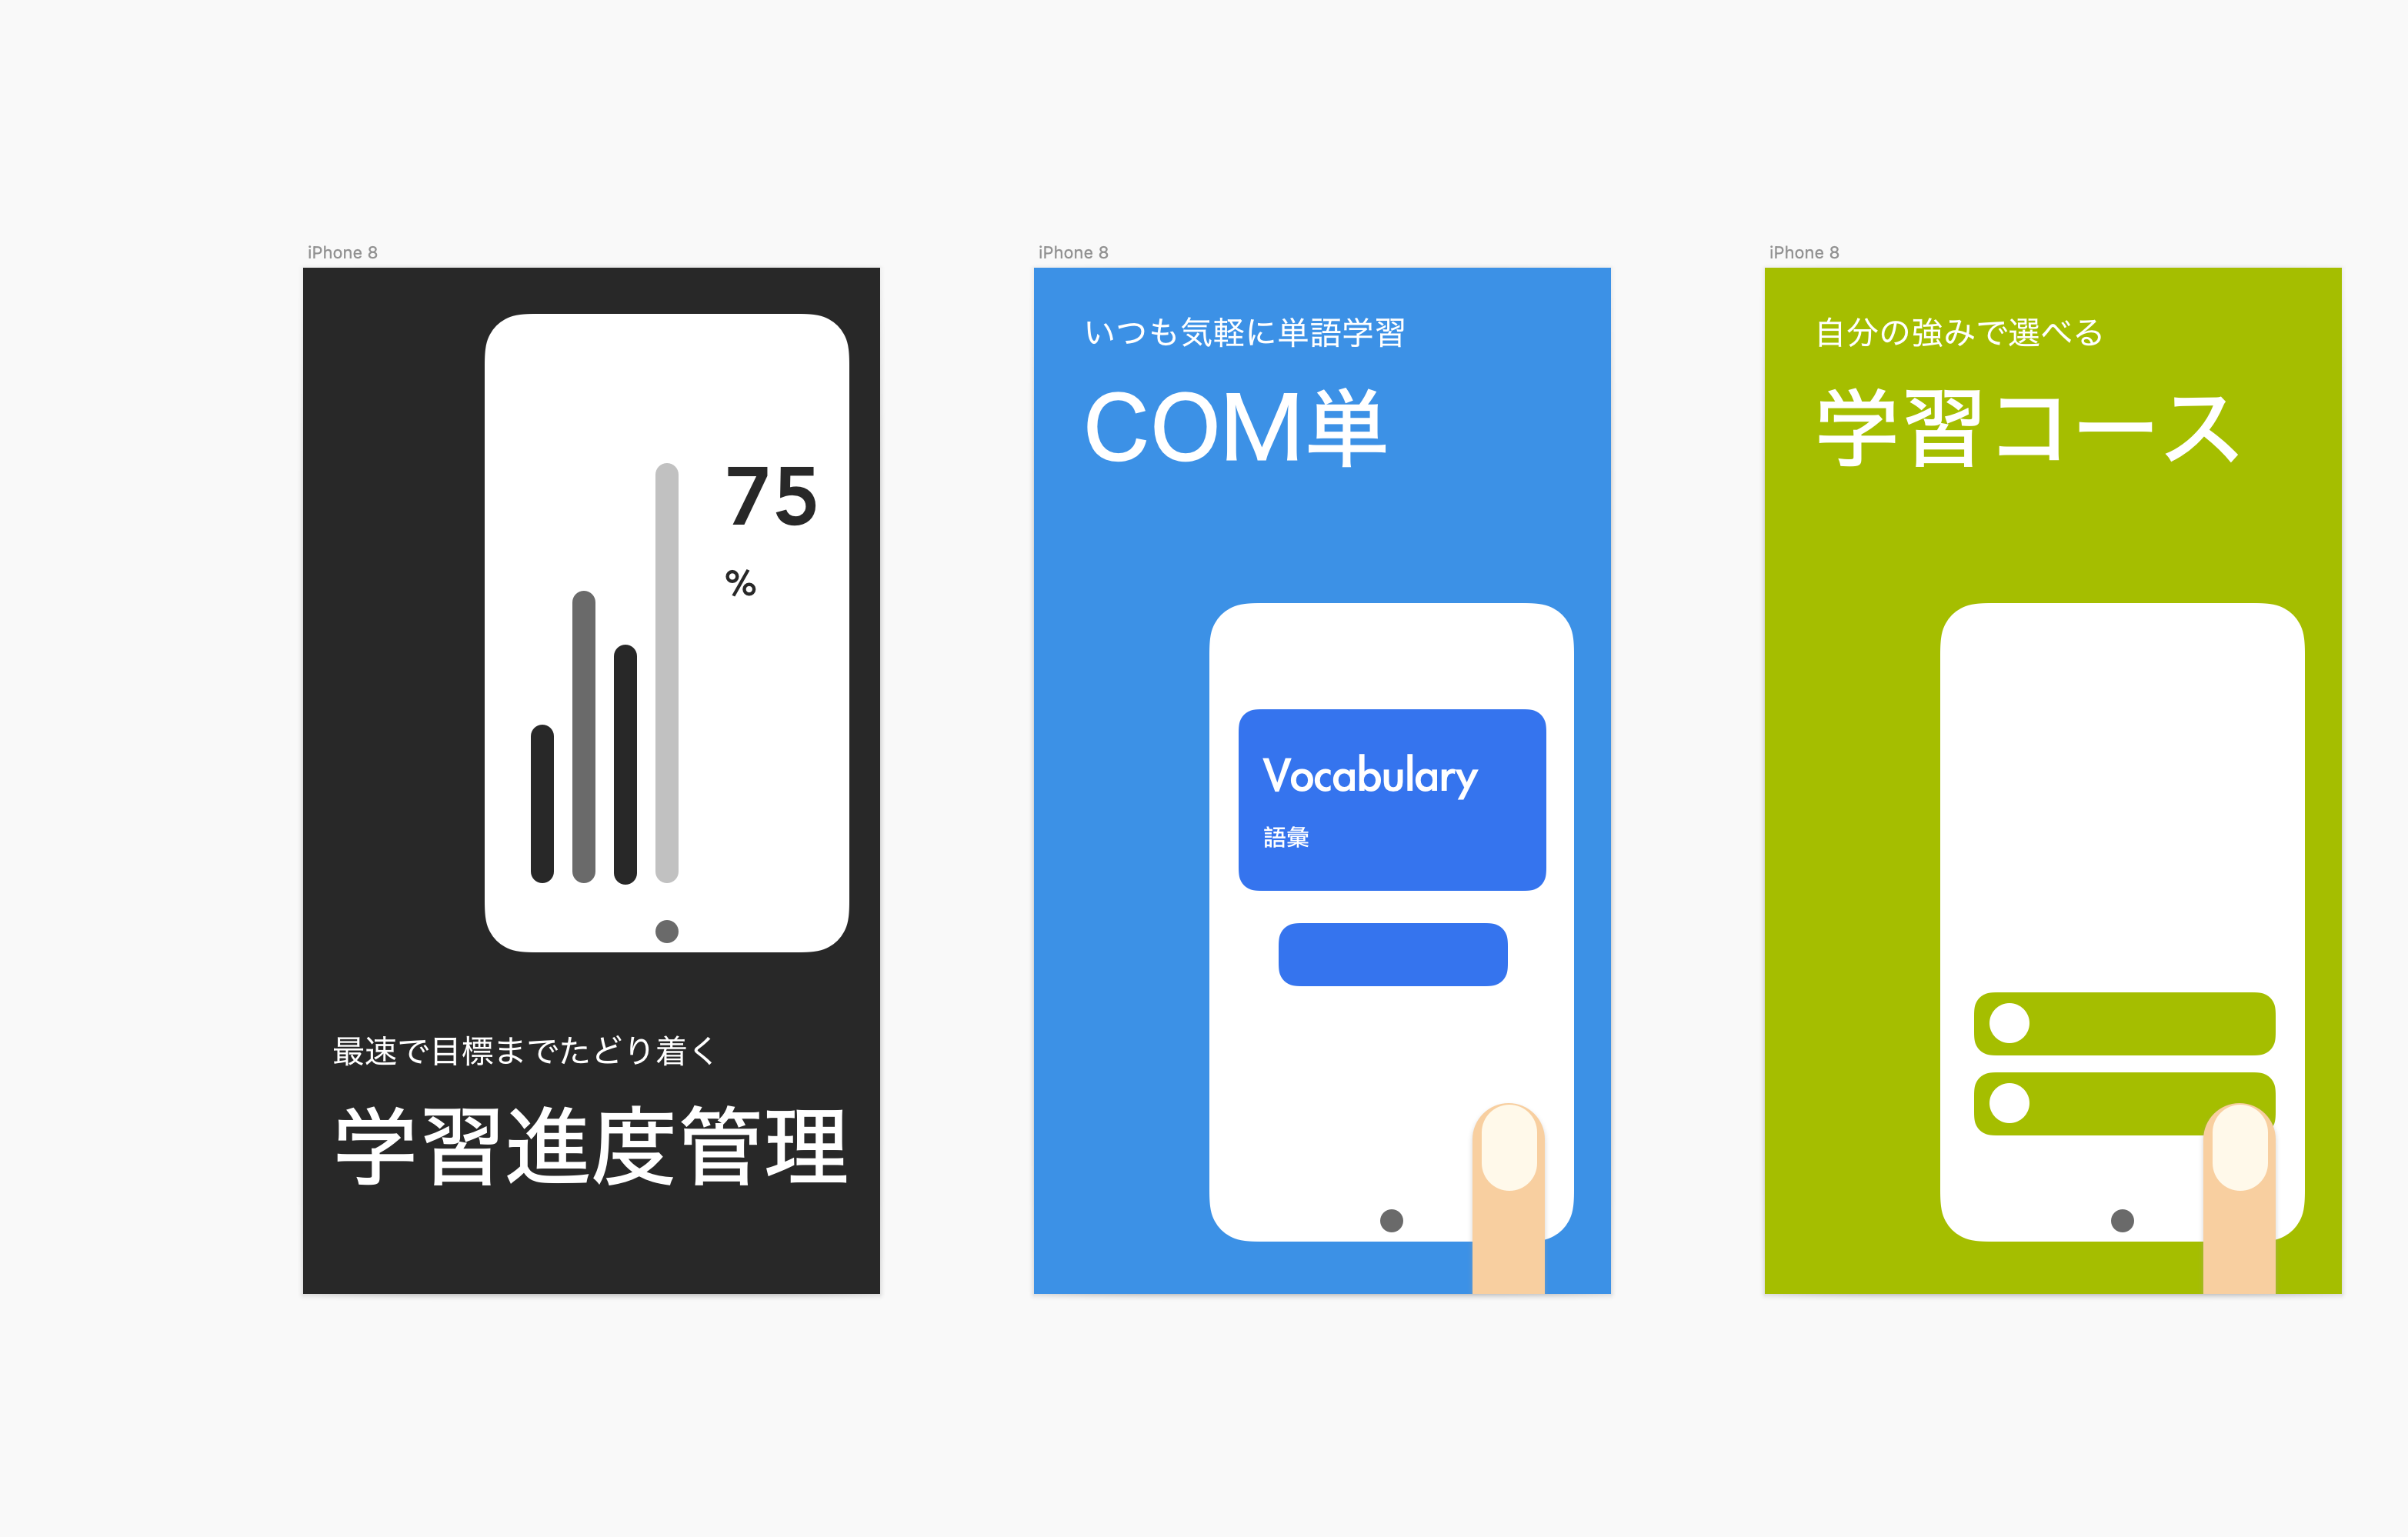 iPhone 8
75
%
最速で目標までたどり着く
学習進度管理
iPhone 8
いつも気軽に単語学習
COM単
Vocabulary
語彙
iPhone 8
自分の強みで選べる
学習コース